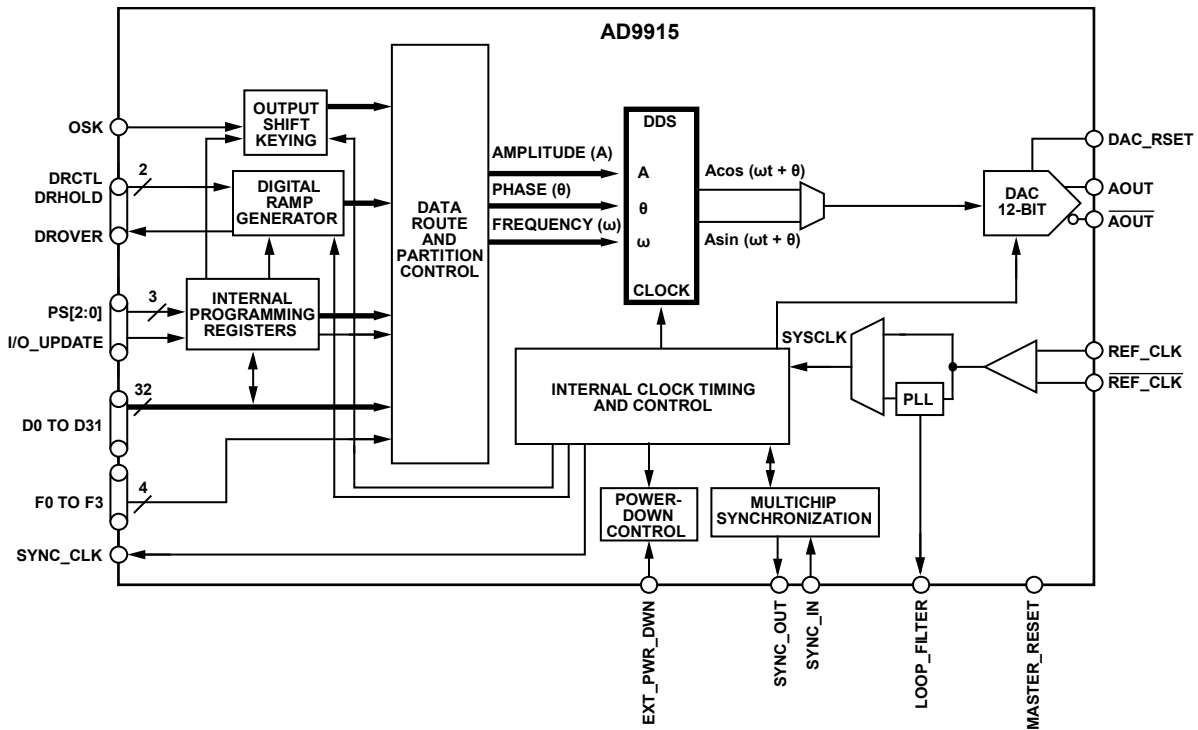 AD9915
OSK
OUTPUT
SHIFT
KEYING
DRCTL
DRHOLD
2
DROVER
DIGITAL
RAMP
GENERATOR
PS[2:0]
3
I/O_UPDATE
INTERNAL
PROGRAMMING
REGISTERS
D0 TO D31
32
F0 TO F3
4
SYNC_CLK
DATA
ROUTE
AND
PARTITION
CONTROL
AMPLITUDE (A)
PHASE (θ)
FREQUENCY (ω)
DDS
A
θ
ω
CLOCK
Acos (ωt + θ)
Asin (ωt + θ)
DAC
12-BIT
DAC_RSET
AOUT
AOUT
INTERNAL CLOCK TIMING
AND CONTROL
SYSCLK
PLL
REF_CLK
REF_CLK
POWER-
DOWN
CONTROL
MULTICHIP
SYNCHRONIZATION
EXT_PWR_DWN
SYNC_OUT
SYNC_IN
LOOP_FILTER
MASTER_RESET